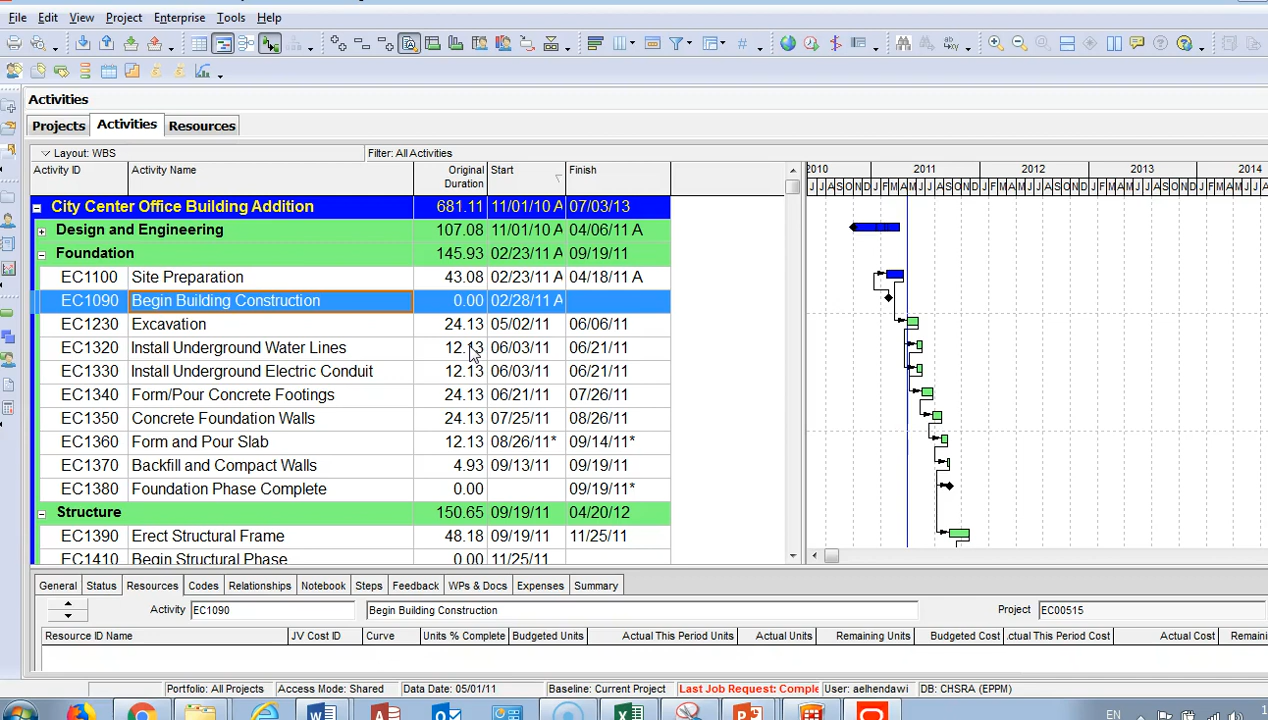 File Edit View Project Enterprise Tools Help
Activities
Projects Activities Resources
Layout: WBS Filter: All Activities
Activity ID Activity Name Original Duration Start Finish
2010 2011 2012 2013 2014
City Center Office Building Addition 681.11 11/01/10 A 07/03/13
Design and Engineering 107.08 11/01/10 A 04/06/11 A
Foundation 145.93 02/23/11 A 09/19/11
EC1100 Site Preparation 43.08 02/23/11 A 04/18/11 A
EC1090 Begin Building Construction 0.00 02/28/11 A
EC1230 Excavation 24.13 05/02/11 06/06/11
EC1320 Install Underground Water Lines 12.13 06/03/11 06/21/11
EC1330 Install Underground Electric Conduit 12.13 06/03/11 06/21/11
EC1340 Form/Pour Concrete Footings 24.13 06/21/11 07/26/11
EC1350 Concrete Foundation Walls 24.13 07/25/11 08/26/11
EC1360 Form and Pour Slab 12.13 08/26/11* 09/14/11*
EC1370 Backfill and Compact Walls 4.93 09/13/11 09/19/11
EC1380 Foundation Phase Complete 0.00 09/19/11*
Structure 150.65 09/19/11 04/20/12
EC1390 Erect Structural Frame 48.18 09/19/11 11/25/11
EC1410 Begin Structural Phase 0.00 11/25/11
General Status Resources Codes Relationships Notebook Steps Feedback WPs & Docs Expenses Summary
Activity EC1090 Begin Building Construction Project EC00515
Resource ID Name JV Cost ID Curve Units % Complete Budgeted Units Actual This Period Units Actual Units Remaining Units Budgeted Cost .ctual This Period Cost Actual Cost Remaini
Portfolio: All Projects Access Mode: Shared Data Date: 05/01/11 Baseline: Current Project Last Job Request: Comple User: aehendawi DB: CHSRA (EPPM)
EN